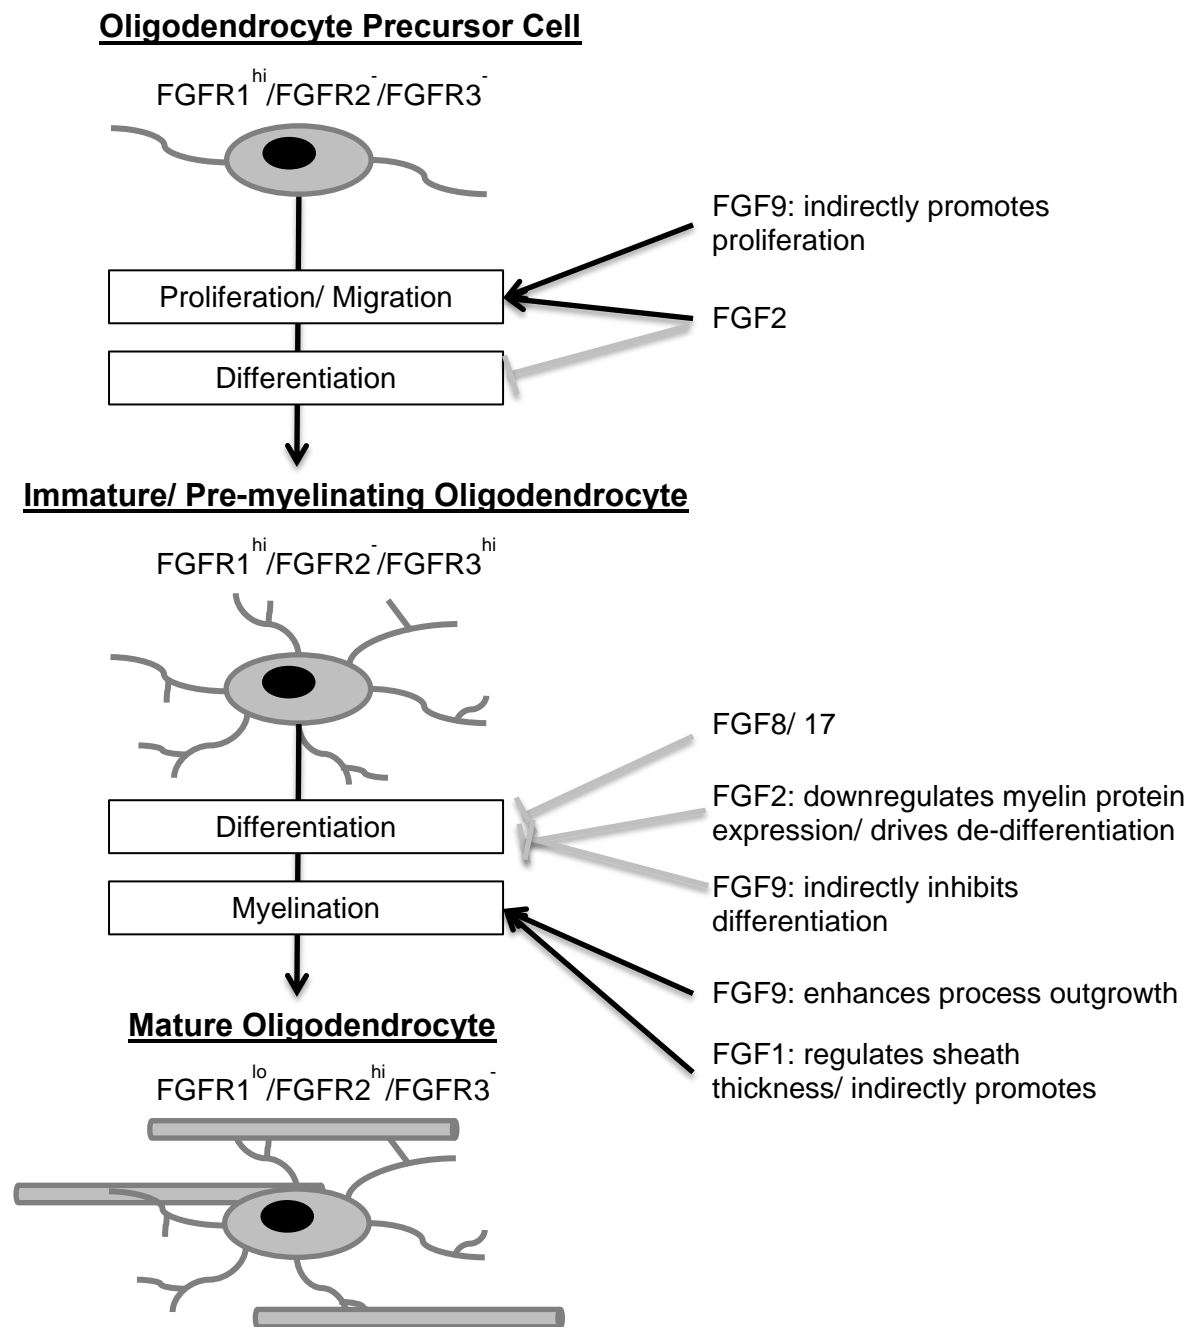 Oligodendrocyte Precursor Cell
FGFR1hi/FGFR2-/FGFR3-
FGF9: indirectly promotes
proliferation
Proliferation/ Migration
FGF2
Differentiation
Immature/ Pre-myelinating Oligodendrocyte
FGFR1hi/FGFR2-/FGFR3hi
FGF8/ 17
FGF2: downregulates myelin protein
expression/ drives de-differentiation
Differentiation
FGF9: indirectly inhibits
differentiation
Myelination
FGF9: enhances process outgrowth
Mature Oligodendrocyte
FGF1: regulates sheath
thickness/ indirectly promotes
FGFR1lo/FGFR2hi/FGFR3-